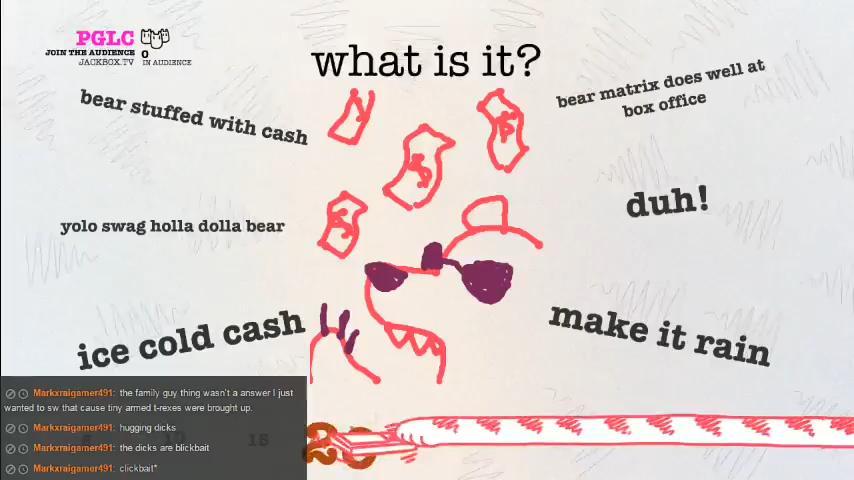 PGLC
JOIN THE AUDIENCE
JACKBOX.TV
0
IN AUDIENCE
what is it?
bear stuffed with cash
bear matrix does well at
box office
yolo swag holla dolla bear
duh!
ice cold cash
make it rain
Markxraigamer491: the family guy thing wasn't a answer I just
wanted to sw that cause tiny armed t-rexes were brought up.
Markxraigamer491: hugging dicks
Markxraigamer491: the dicks are blickbait
Markxraigamer491: clickbait*